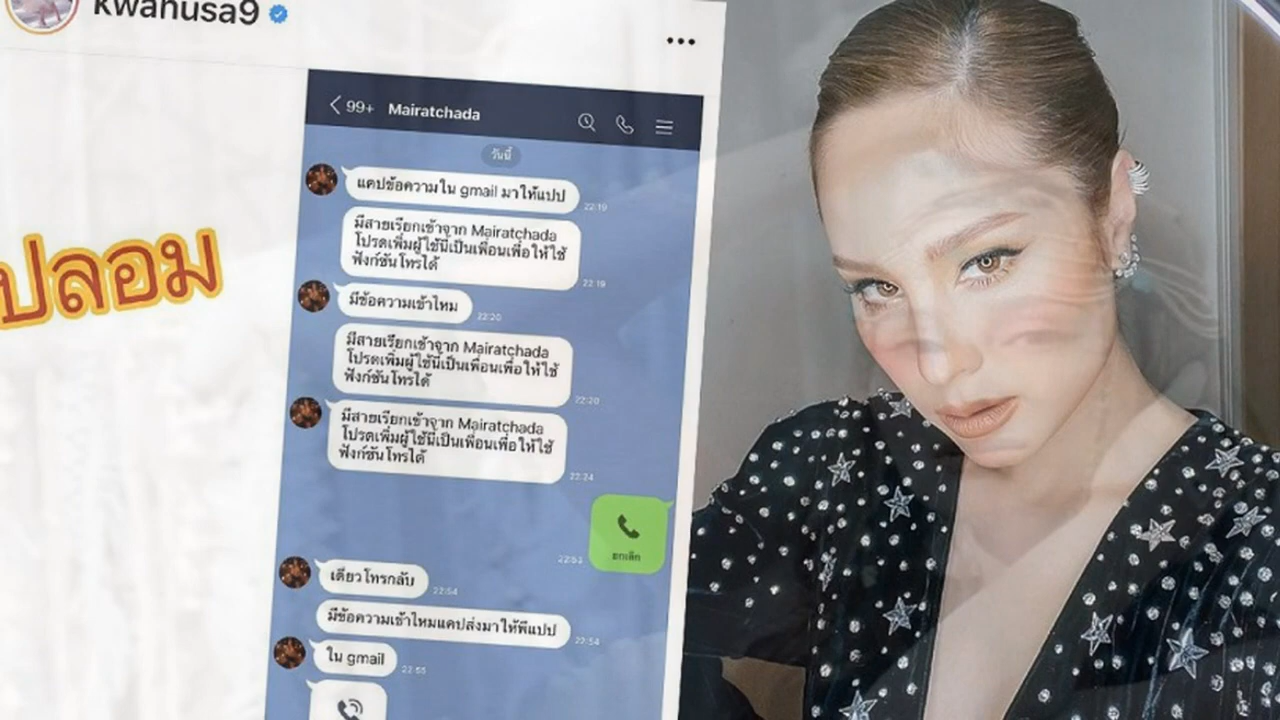 kwanusa9
99+ Mairatchada
วันนี้
แคปข้อความใน gmail มาให้แปป
22:19
มีสายเรียกเข้าจาก Mairatchada
โปรดเพิ่มผู้ใช้นี้เป็นเพื่อนเพื่อให้ใช้
ฟังก์ชันโทรได้
22:19
มีข้อความเข้าไหม
22:20
มีสายเรียกเข้าจาก Mairatchada
โปรดเพิ่มผู้ใช้นี้เป็นเพื่อนเพื่อให้ใช้
ฟังก์ชันโทรได้
22:20
มีสายเรียกเข้าจาก Mairatchada
โปรดเพิ่มผู้ใช้นี้เป็นเพื่อนเพื่อให้ใช้
ฟังก์ชันโทรได้
22:24
ปลอม
ยกเลิก
22:53
เดียวโทรกลับ
22:54
มีข้อความเข้าไหมแคปส่งมาให้พีแปป
22:54
ใน gmail
22:55